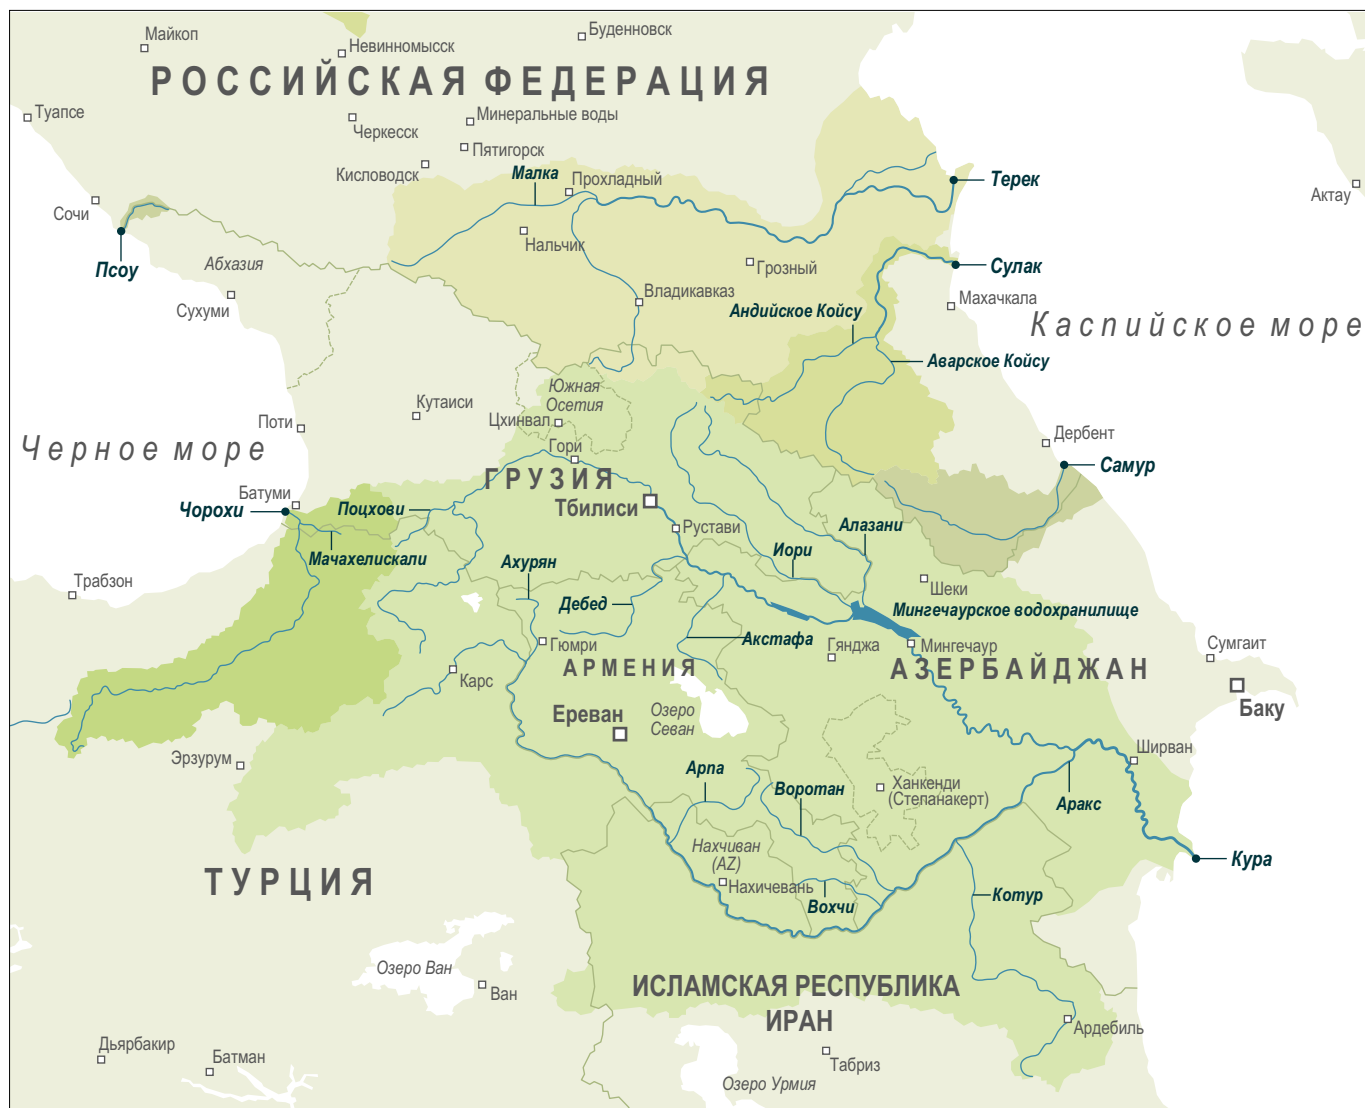 Майкоп
Невинномысск
Буденновск
РОССИЙСКАЯ ФЕДЕРАЦИЯ
Туапсе
Черкесск
Минеральные воды
Пятигорск
Кисловодск
Малка
Прохладный
Терек
Актау
Сочи
Нальчик
Псоу
Абхазия
Грозный
Сулак
Сухуми
Владикавказ
Махачкала
Андийское Койсу
Каспийское море
Аварское Койсу
Южная
Осетия
Кутаиси
Цхинвал
Поти
Черное море
Гори
Дербент
ГРУЗИЯ
Самур
Батуми
Чорохи
Поцхови
Тбилиси
Рустави
Алазани
Мачахелискали
Ахурян
Иори
Трабзон
Шеки
Дебед
Мингечаурское водохранилище
Акстафа
Гюмри
Гянджа
Мингечаур
Сумгаит
АРМЕНИЯ
АЗЕРБАЙДЖАН
Карс
Ереван
Озеро
Севан
Баку
Эрзурум
Ширван
Арпа
Воротан
Ханкенди
(Степанакерт)
Аракс
Нахчиван
(AZ)
Кура
ТУРЦИЯ
Нахичевань
Вохчи
Котур
Озеро Ван
Ван
ИСЛАМСКАЯ РЕСПУБЛИКА
ИРАН
Ардебиль
Дьярбакир
Батман
Табриз
Озеро Урмия